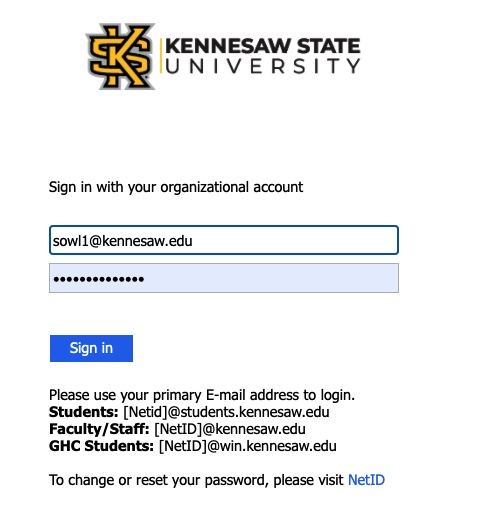 KENNESAW STATE
UNIVERSITY
Sign in with your organizational account
sowl1@kennesaw.edu
••••••••••••••
Sign in
Please use your primary E-mail address to login.
Students: [Netid]@students.kennesaw.edu
Faculty/Staff: [NetID]@kennesaw.edu
GHC Students: [NetID]@win.kennesaw.edu
To change or reset your password, please visit NetID